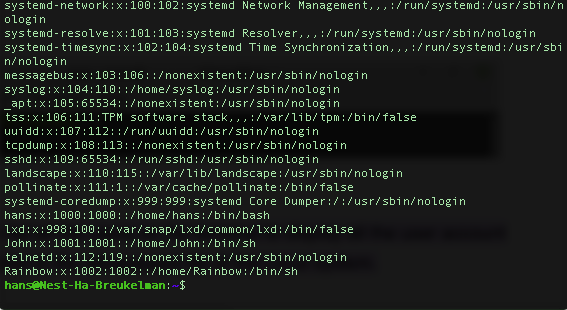 systemd-network:x:100:102:systemd Network Management,,,:/run/systemd:/usr/sbin/n
ologin
systemd-resolve:x:101:103:systemd Resolver,,,:/run/systemd:/usr/sbin/nologin
systemd-timesync:x:102:104:systemd Time Synchronization,,,:/run/systemd:/usr/sbi
n/nologin
messagebus:x:103:106::/nonexistent:/usr/sbin/nologin
syslog:x:104:110::/home/syslog:/usr/sbin/nologin
_apt:x:105:65534::/nonexistent:/usr/sbin/nologin
tss:x:106:111:TPM software stack,,,:/var/lib/tpm:/bin/false
uuidd:x:107:112::/run/uuidd:/usr/sbin/nologin
tcpdump:x:108:113::/nonexistent:/usr/sbin/nologin
sshd:x:109:65534::/run/sshd:/usr/sbin/nologin
landscape:x:110:115::/var/lib/landscape:/usr/sbin/nologin
pollinate:x:111:1::/var/cache/pollinate:/bin/false
systemd-coredump:x:999:999:systemd Core Dumper:/:/usr/sbin/nologin
hans:x:1000:1000::/home/hans:/bin/bash
lxd:x:998:100::/var/snap/lxd/common/lxd:/bin/false
John:x:1001:1001::/home/John:/bin/sh
telnetd:x:112:119::/nonexistent:/usr/sbin/nologin
Rainbow:x:1002:1002::/home/Rainbow:/bin/sh
hans@Nest-Ha-Breukelman:~$